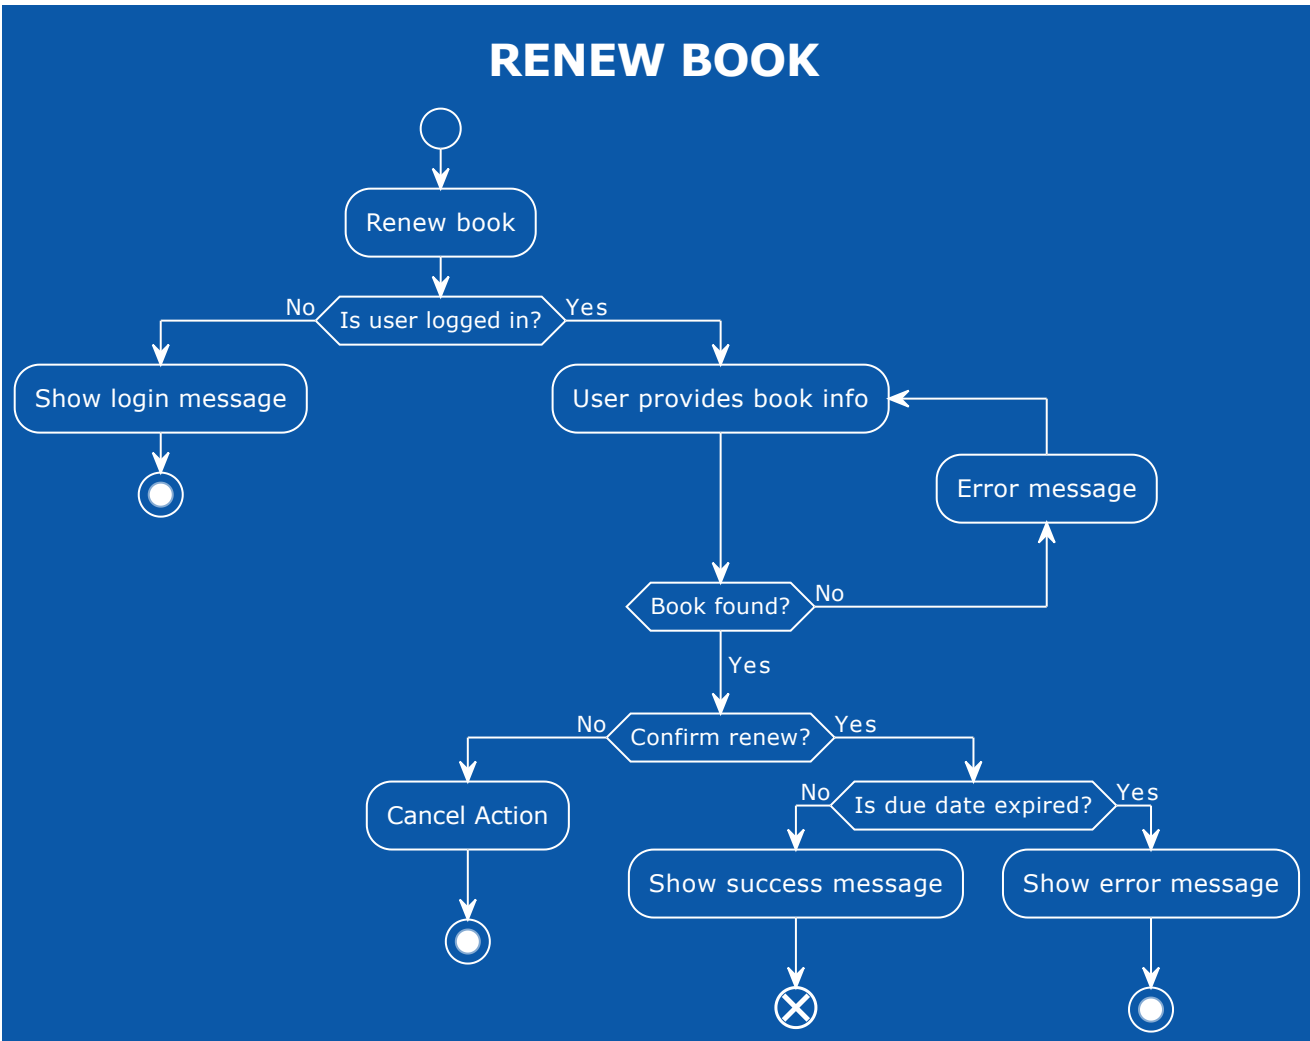 RENEW BOOK
Renew book
No
Is user logged in?
Yes
Show login message
User provides book info
Error message
Book found?
No
Yes
No
Confirm renew?
Yes
Cancel Action
No
Is due date expired?
Yes
Show success message
Show error message